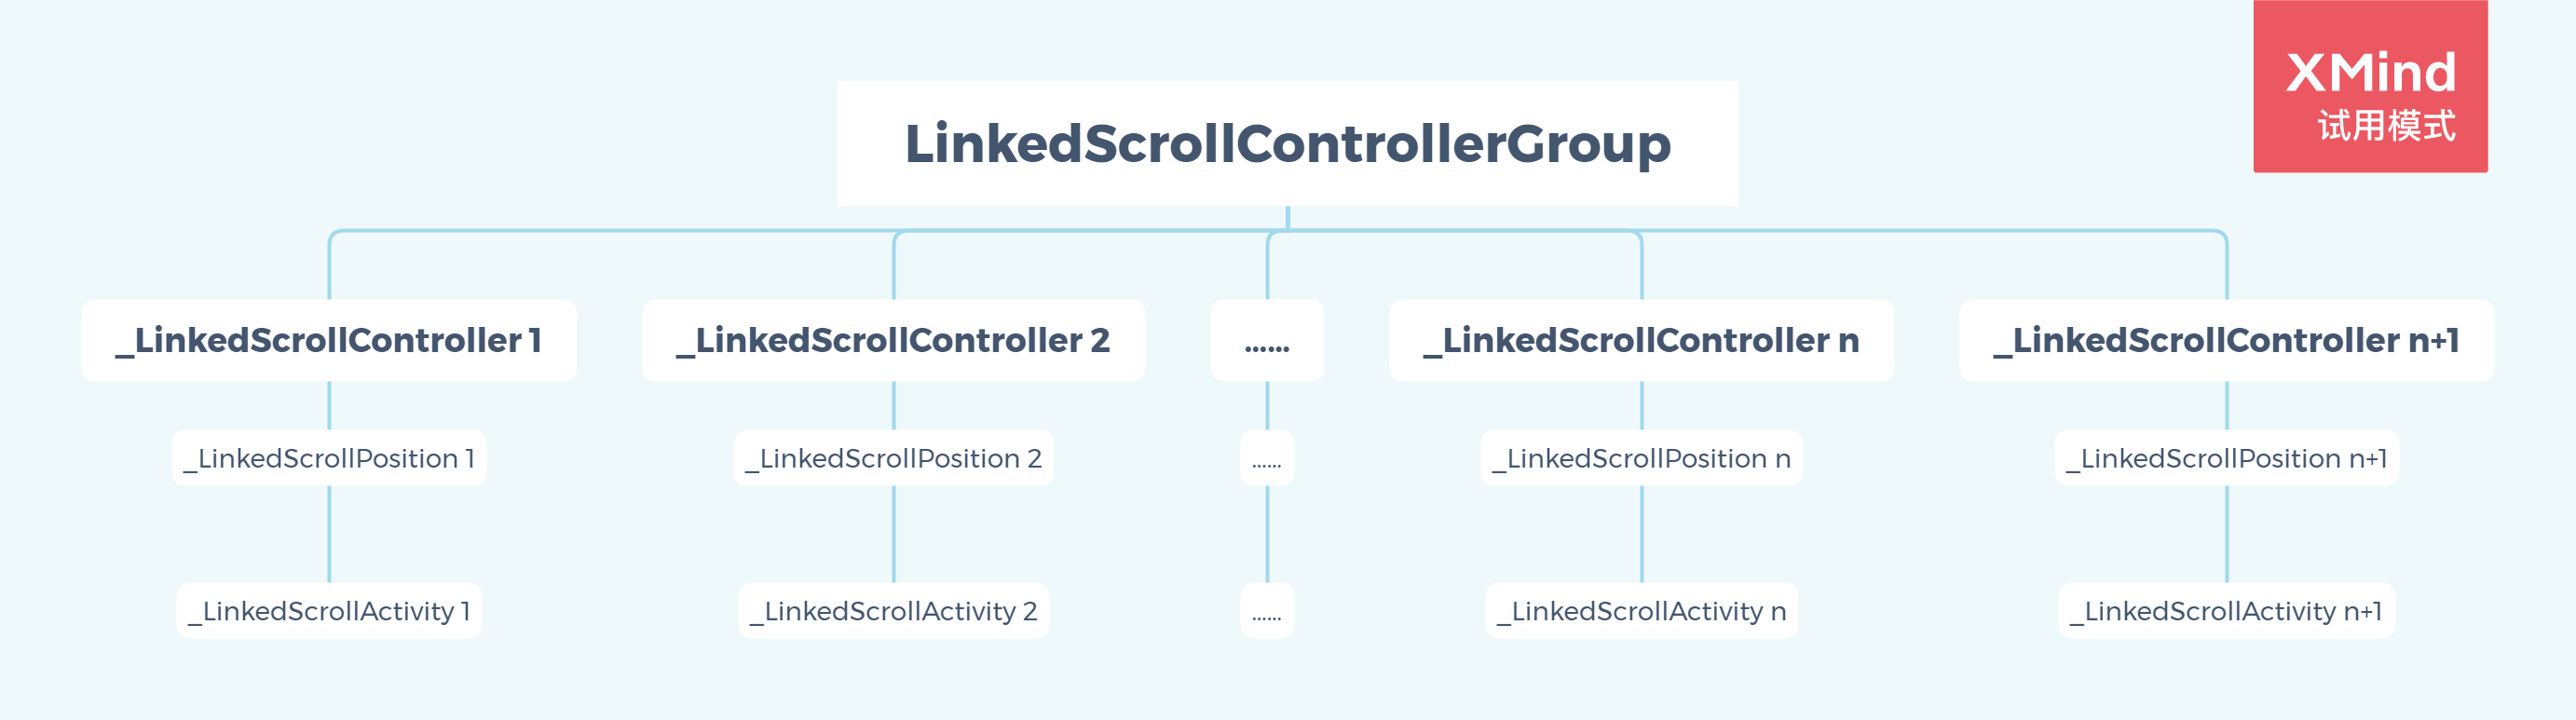 XMind
试用模式
LinkedScrollControllerGroup
_LinkedScrollController 1
_LinkedScrollController 2
......
_LinkedScrollController n
_LinkedScrollController n+1
_LinkedScrollPosition 1
_LinkedScrollPosition 2
......
_LinkedScrollPosition n
_LinkedScrollPosition n+1
_LinkedScrollActivity 1
_LinkedScrollActivity 2
......
_LinkedScrollActivity n
_LinkedScrollActivity n+1